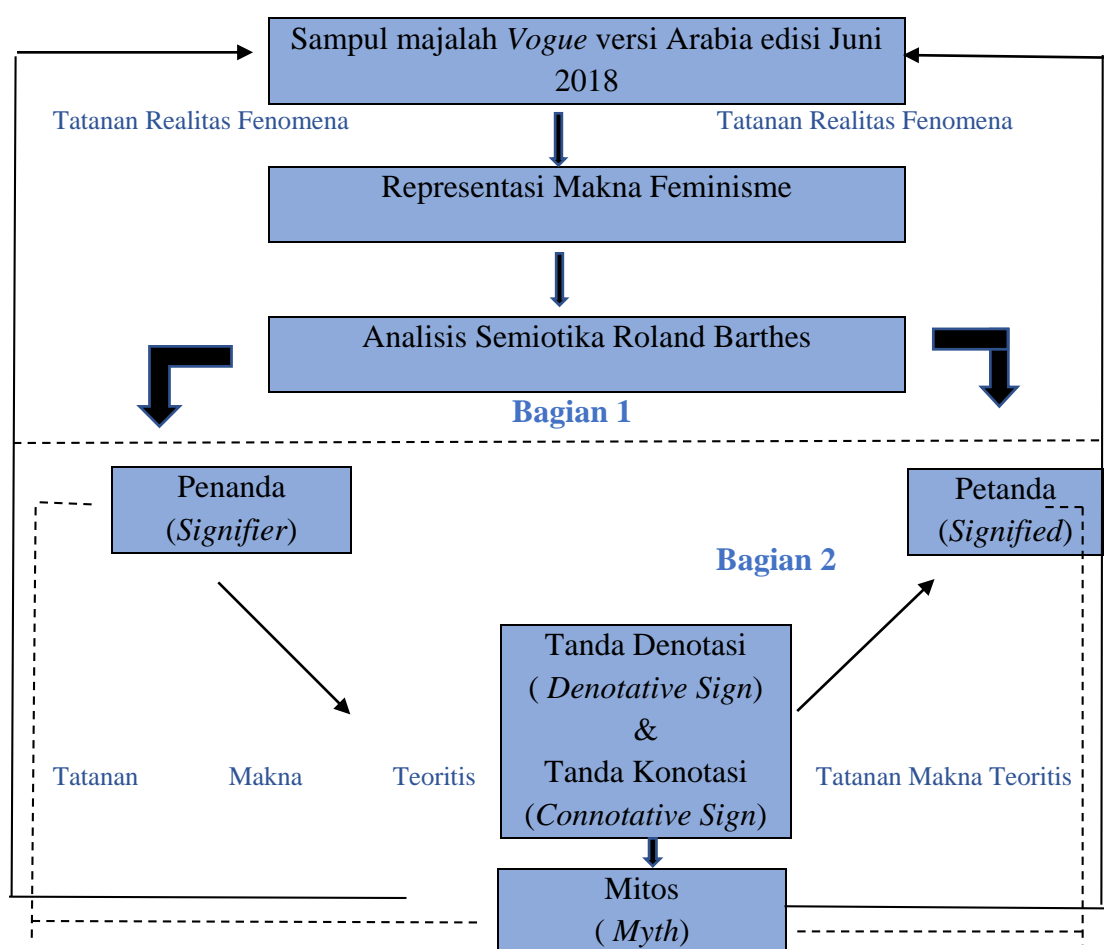 Sampul majalah Vogue versi Arabia edisi Juni
2018
Tatanan Realitas Fenomena
Tatanan Realitas Fenomena
Representasi Makna Feminisme
Analisis Semiotika Roland Barthes
Bagian 1
Penanda
(Signifier)
Petanda
(Signified)
Bagian 2
Tanda Denotasi
( Denotative Sign)
&
Tanda Konotasi
(Connotative Sign)
Tatanan Makna Teoritis
Tatanan Makna Teoritis
Mitos
( Myth)